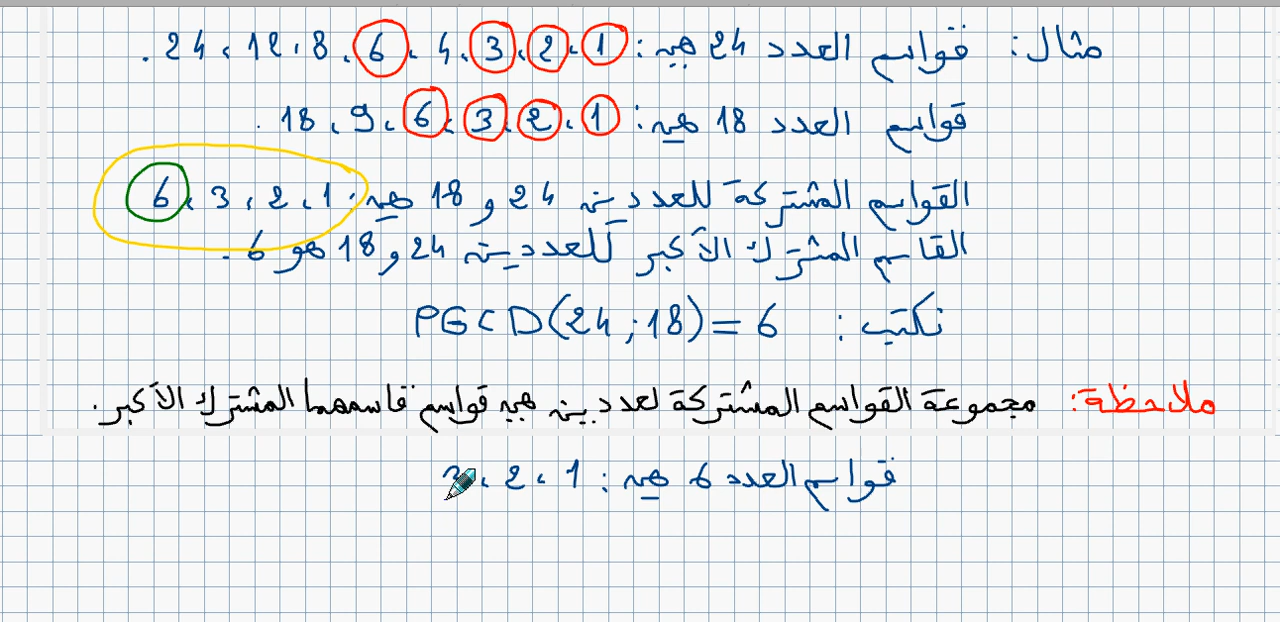 مثال: قواسم العدد 24 هي: 1، 2، 3، 4، 6، 8، 12، 24.
قواسم العدد 18 هي: 1، 2، 3، 6، 9، 18.
القواسم المشتركة للعددين 24 و 18 هي: 1، 2، 3، 6
القاسم المشترك الأكبر للعددين 24 و 18 هو 6.
نكتب: PGCD(24;18)=6
ملاحظة: مجموعة القواسم المشتركة لعددين هي قواسم قاسمهما المشترك الأكبر.
قواسم العدد 6 هي: 1، 2،